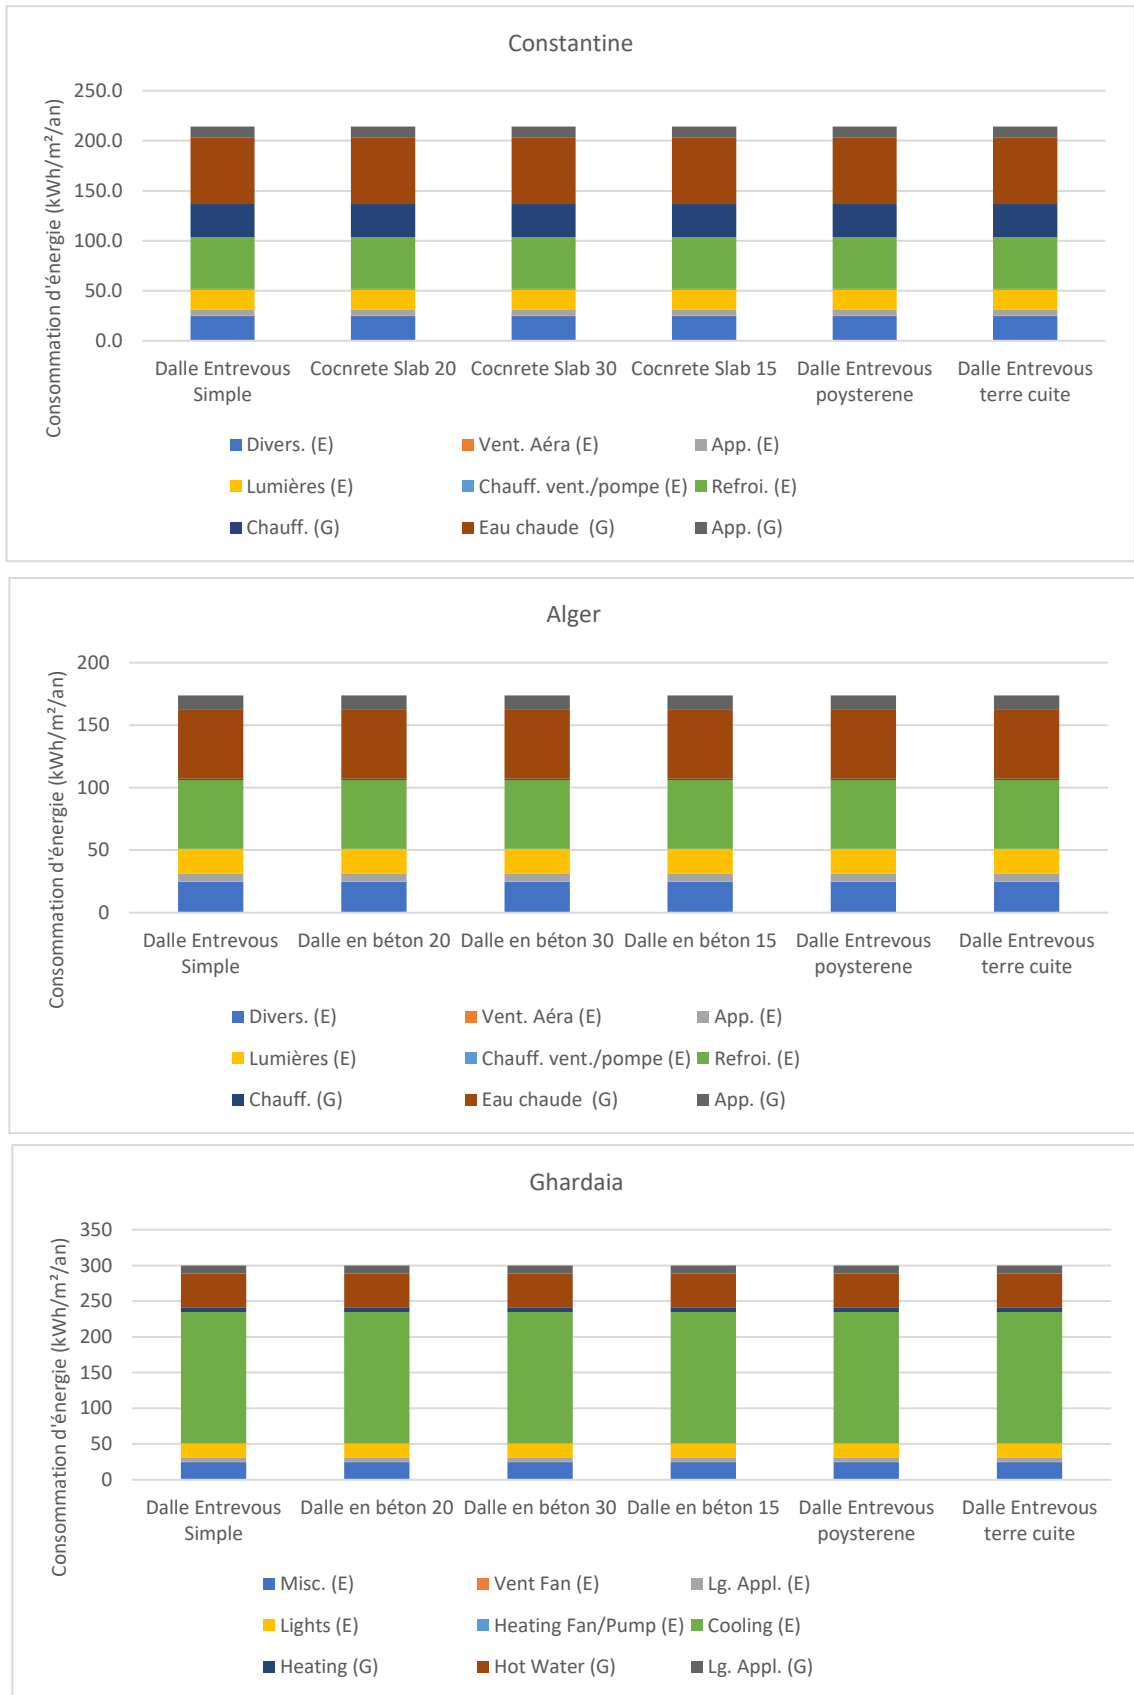 Constantine
Consommation d'énergie (kWh/m²/an)
250.0
200.0
150.0
100.0
50.0
0.0
Dalle Entrevous Simple
Cocnrete Slab 20
Cocnrete Slab 30
Cocnrete Slab 15
Dalle Entrevous poysterene
Dalle Entrevous terre cuite
Divers. (E)
Vent. Aéra (E)
App. (E)
Lumières (E)
Chauff. vent./pompe (E)
Refroi. (E)
Chauff. (G)
Eau chaude (G)
App. (G)
Alger
Consommation d'énergie (kWh/m²/an)
200
150
100
50
0
Dalle Entrevous Simple
Dalle en béton 20
Dalle en béton 30
Dalle en béton 15
Dalle Entrevous poysterene
Dalle Entrevous terre cuite
Divers. (E)
Vent. Aéra (E)
App. (E)
Lumières (E)
Chauff. vent./pompe (E)
Refroi. (E)
Chauff. (G)
Eau chaude (G)
App. (G)
Ghardaia
Consommation d'énergie (kWh/m²/an)
350
300
250
200
150
100
50
0
Dalle Entrevous Simple
Dalle en béton 20
Dalle en béton 30
Dalle en béton 15
Dalle Entrevous poysterene
Dalle Entrevous terre cuite
Misc. (E)
Vent Fan (E)
Lg. Appl. (E)
Lights (E)
Heating Fan/Pump (E)
Cooling (E)
Heating (G)
Hot Water (G)
Lg. Appl. (G)